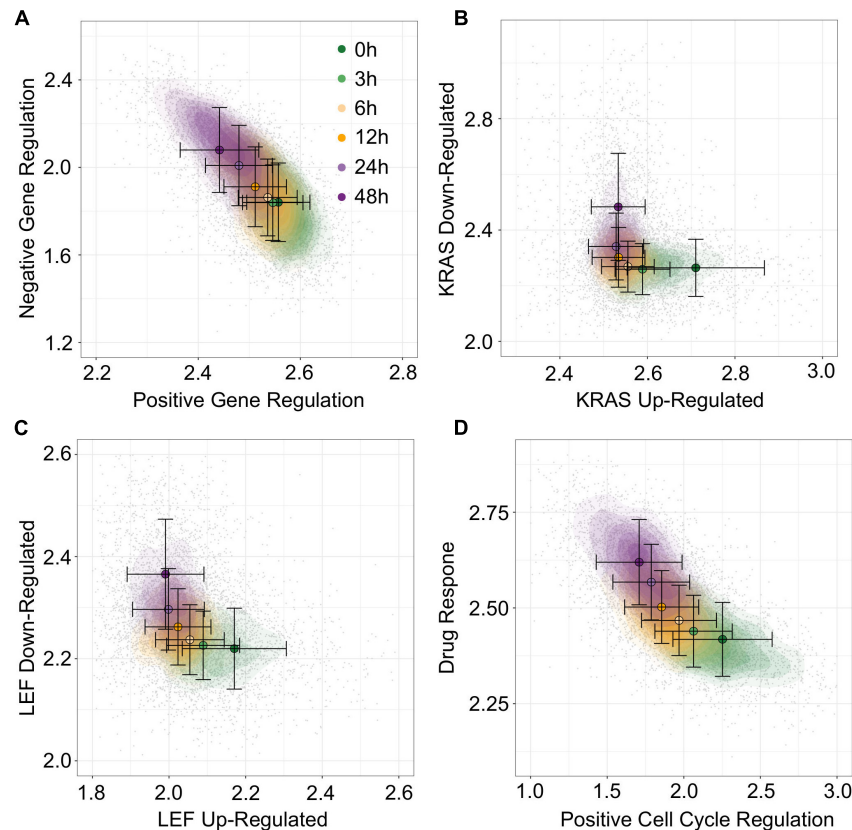 A
Negative Gene Regulation
2.4
2.0
1.6
1.2
0h
3h
6h
12h
24h
48h
2.2 2.4 2.6 2.8
Positive Gene Regulation
B
KRAS Down-Regulated
2.8
2.4
2.0
2.4 2.6 2.8 3.0
KRAS Up-Regulated
C
LEF Down-Regulated
2.6
2.4
2.2
2.0
1.8 2.0 2.2 2.4 2.6
LEF Up-Regulated
D
Drug Respone
2.75
2.50
2.25
1.0 1.5 2.0 2.5 3.0
Positive Cell Cycle Regulation